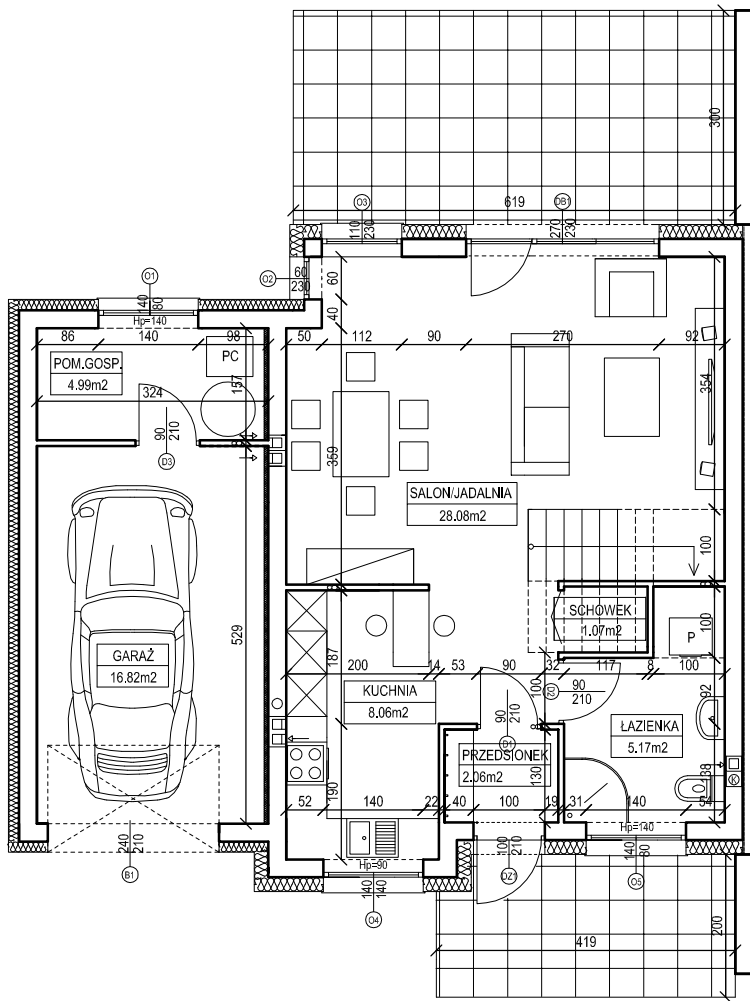 300
619
O3
110
230
DB1
270
230
O2
60
230
60
40
O1
140
80
Hp=140
86
140
98
50
112
90
270
92
PC
POM.GOSP.
4.99m2
157
324
354
90
210
D3
359
SALON/JADALNIA
28.08m2
100
SCHOWEK
1.07m2
100
P
529
187
GARAŻ
16.82m2
200
14
53
90
32
117
8
100
KUCHNIA
8.06m2
100
D2
90
210
92
90
210
D1
ŁAZIENKA
5.17m2
PRZEDSIONEK
2.06m2
130
138
K
190
52
140
22
40
100
19
31
140
54
Hp=140
240
210
B1
Hp=90
140
140
O4
100
210
DZ1
140
80
O5
200
419